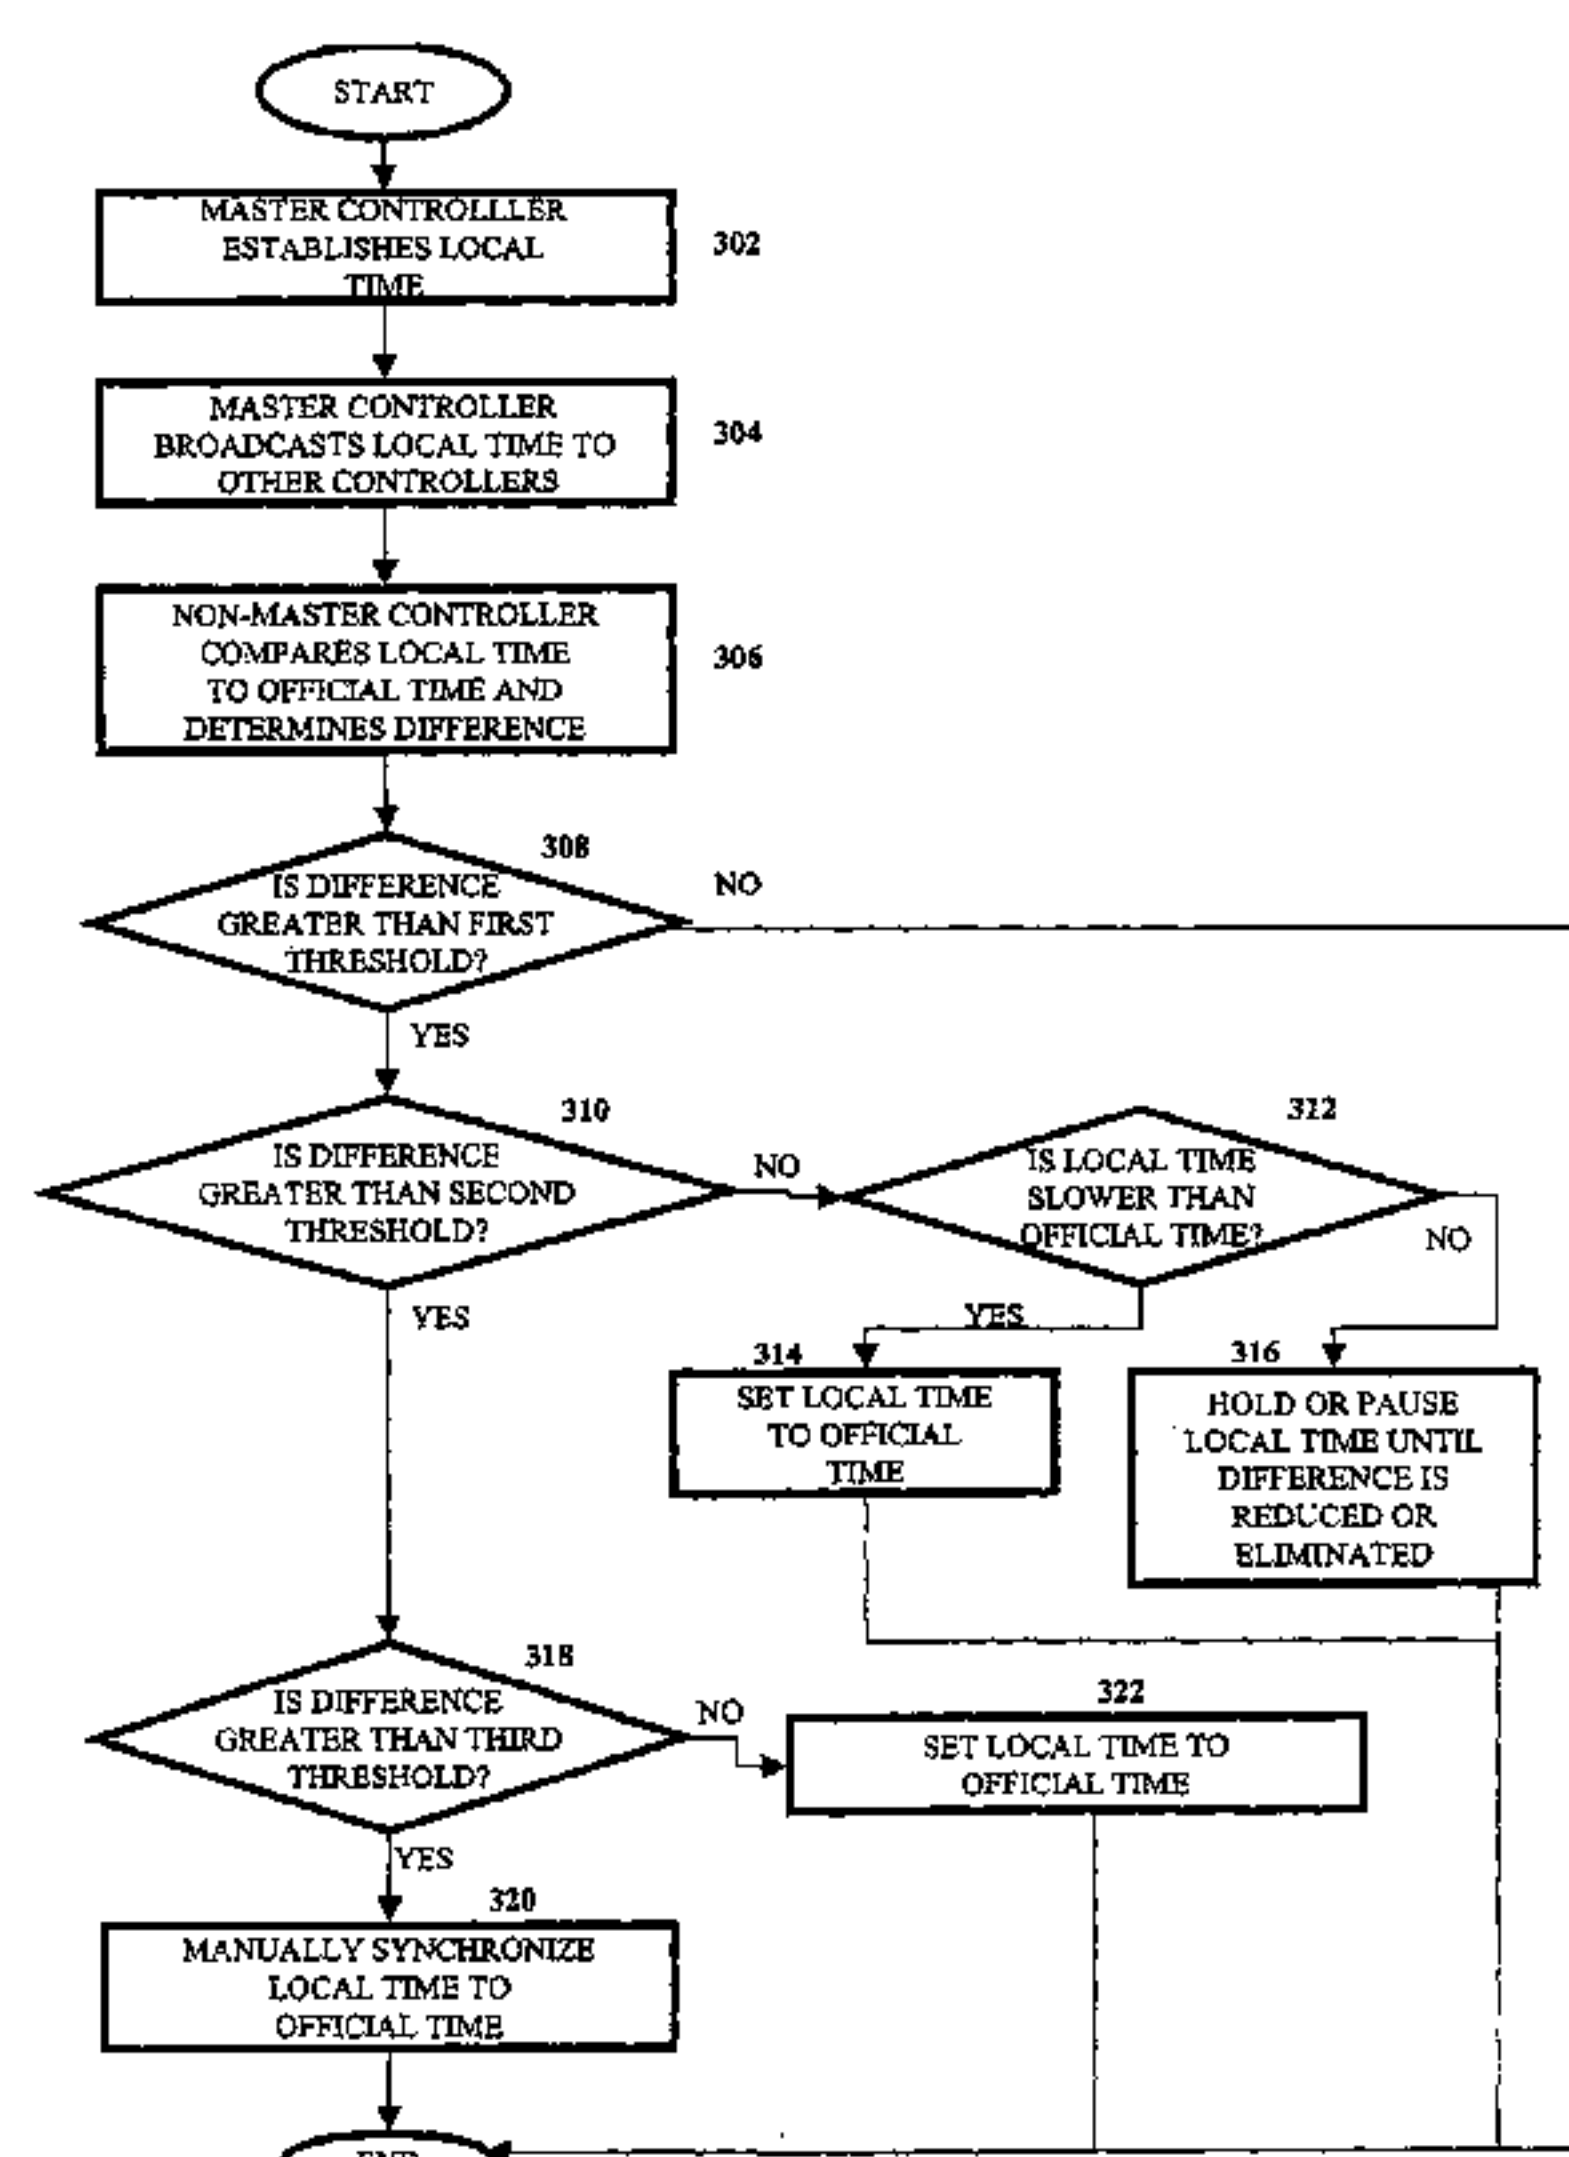 START
MASTER CONTROLLLER
ESTABLISHES LOCAL
TIME
302
MASTER CONTROLLER
BROADCASTS LOCAL TIME TO
OTHER CONTROLLERS
304
NON-MASTER CONTROLLER
COMPARES LOCAL TIME
TO OFFICIAL TIME AND
DETERMINES DIFFERENCE
306
308
IS DIFFERENCE
GREATER THAN FIRST
THRESHOLD?
NO
YES
310
IS DIFFERENCE
GREATER THAN SECOND
THRESHOLD?
NO
312
IS LOCAL TIME
SLOWER THAN
OFFICIAL TIME?
NO
YES
YES
314
SET LOCAL TIME
TO OFFICIAL
TIME
316
HOLD OR PAUSE
LOCAL TIME UNTIL
DIFFERENCE IS
REDUCED OR
ELIMINATED
318
IS DIFFERENCE
GREATER THAN THIRD
THRESHOLD?
NO
322
SET LOCAL TIME TO
OFFICIAL TIME
YES
320
MANUALLY SYNCHRONIZE
LOCAL TIME TO
OFFICIAL TIME